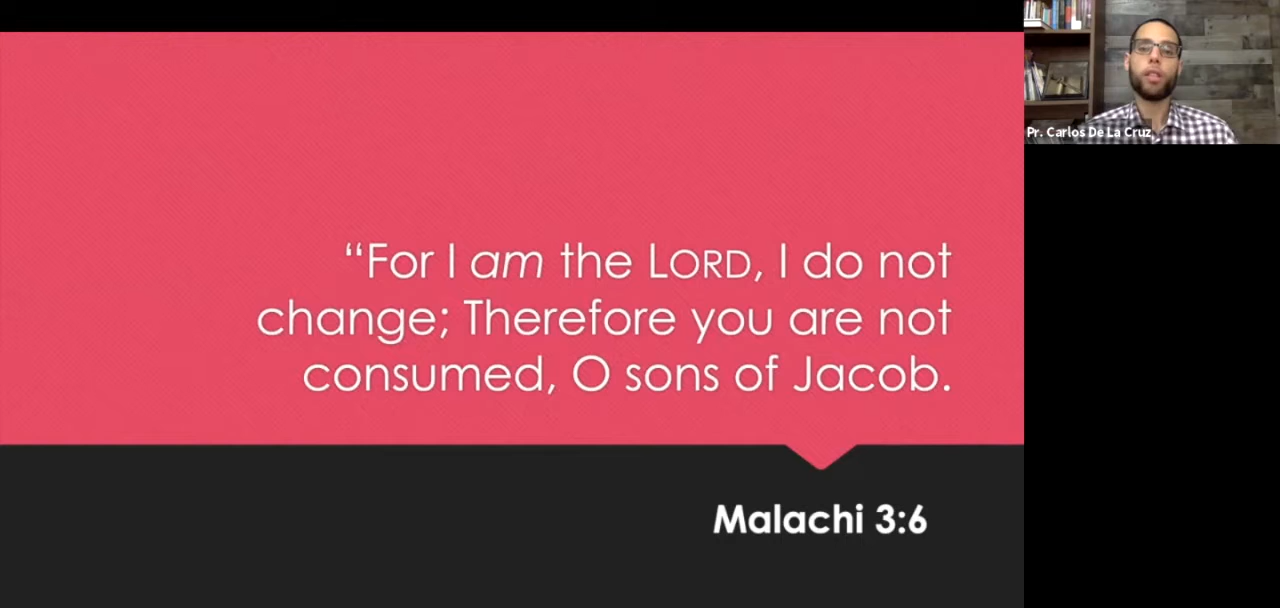 “For I am the LORD, I do not
change; Therefore you are not
consumed, O sons of Jacob.
Malachi 3:6
Pr. Carlos De La Cruz